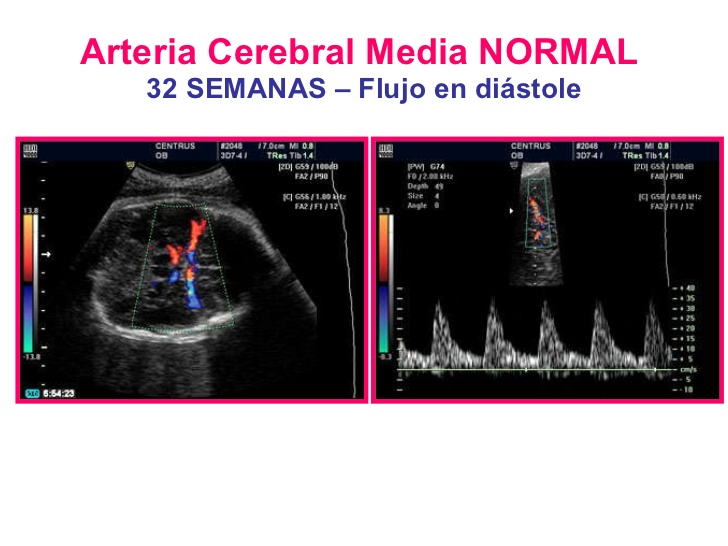 Arteria Cerebral Media NORMAL
32 SEMANAS – Flujo en diástole
CENTRUS #2048 / 7.0cm MI 0.8
OB 3D7-4 / TRes TIb 1.4
[2D] G59 / 100dB
FA2 / P90
[C] G56 / 1.00 kHz
FA2 / F1 / 12
13.8
-13.8
6:54:23
CENTRUS #2048 / 7.0cm MI 0.8
OB 3D7-4 / TRes TIb 1.4
[PW] G74
F0 / 2.00 kHz
Depth 49
Size 4
Angle 0
[2D] G59 / 100dB
FA0 / P90
[C] G50 / 0.60 kHz
FA2 / F1 / 12
8.3
-8.3
+ 40
+ 35
+ 30
+ 25
+ 20
+ 15
+ 10
+ 5
cm/s
- 5
- 10